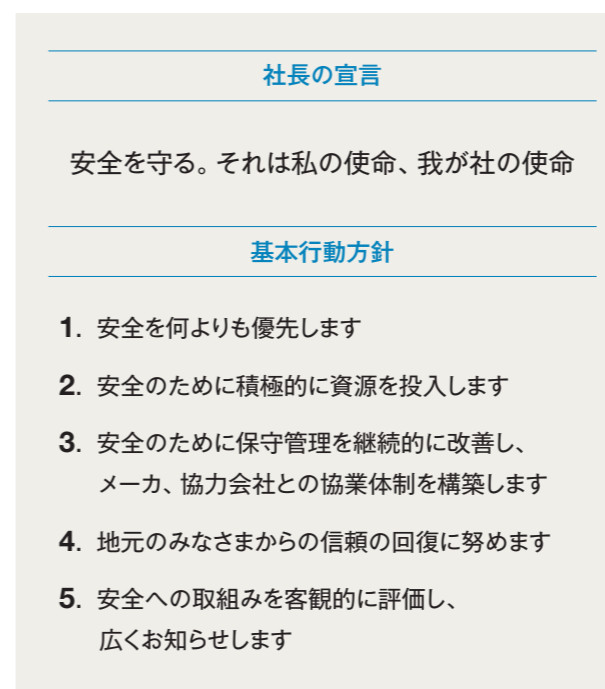 社長の宣言
安全を守る。それは私の使命、我が社の使命
基本行動方針
1. 安全を何よりも優先します
2. 安全のために積極的に資源を投入します
3. 安全のために保守管理を継続的に改善し、
メーカ、協力会社との協業体制を構築します
4. 地元のみなさまからの信頼の回復に努めます
5. 安全への取組みを客観的に評価し、
広くお知らせします